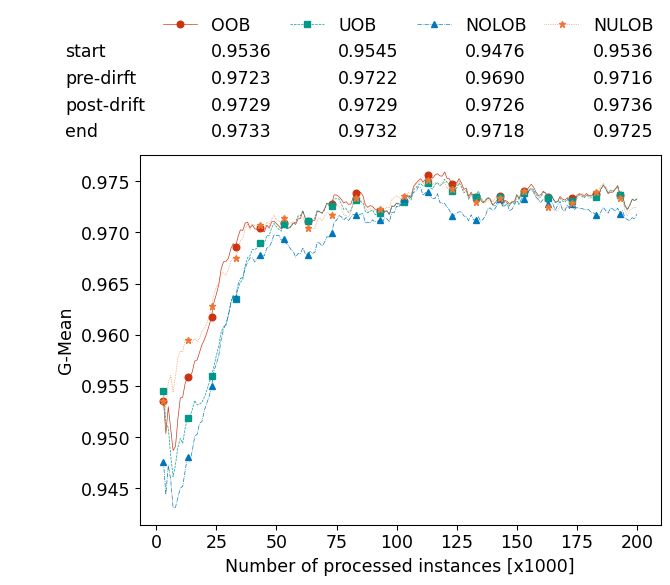 OOB UOB NOLOB NULOB
start 0.9536 0.9545 0.9476 0.9536
pre-dirft 0.9723 0.9722 0.9690 0.9716
post-drift 0.9729 0.9729 0.9726 0.9736
end 0.9733 0.9732 0.9718 0.9725
0.975
0.970
0.965
0.960
0.955
0.950
0.945
G-Mean
0 25 50 75 100 125 150 175 200
Number of processed instances [x1000]